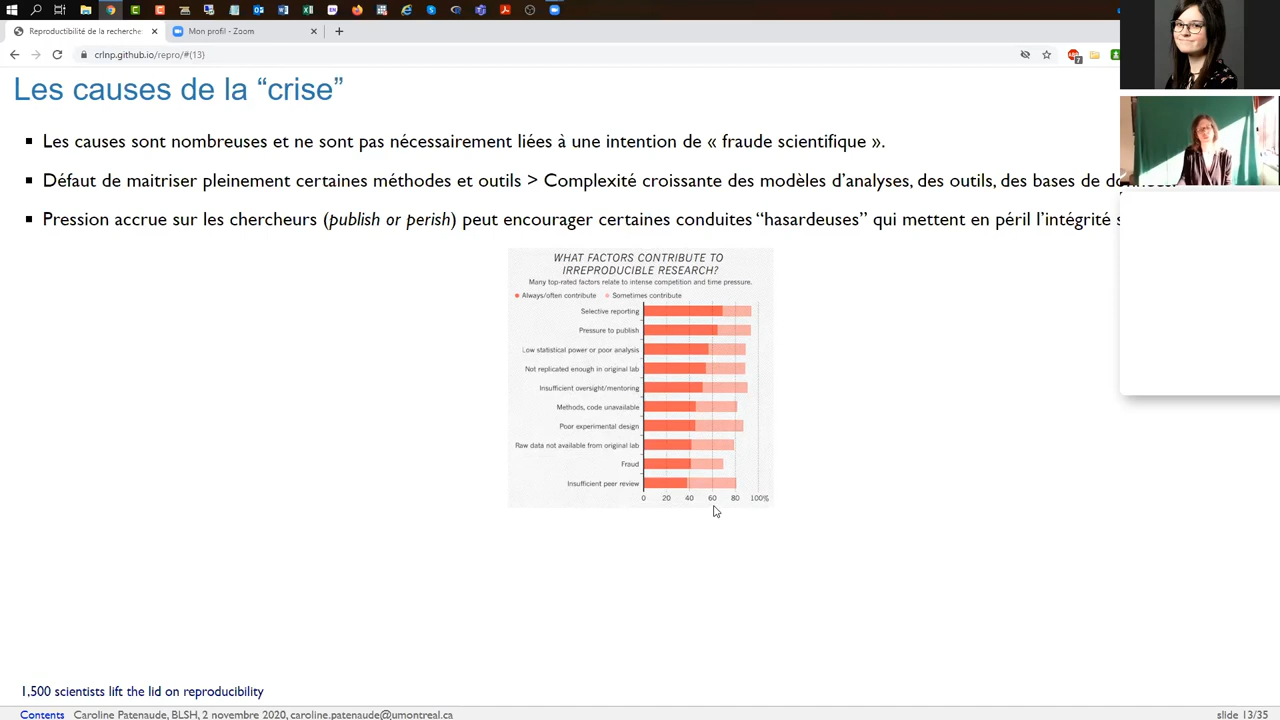 Reproductibilité de la recherche
Mon profil - Zoom
crlnp.github.io/repro/#(13)
Les causes de la “crise”
Les causes sont nombreuses et ne sont pas nécessairement liées à une intention de « fraude scientifique ».
Défaut de maitriser pleinement certaines méthodes et outils > Complexité croissante des modèles d’analyses, des outils, des bases de
Pression accrue sur les chercheurs (publish or perish) peut encourager certaines conduites “hasardeuses” qui mettent en péril l’intégrité
WHAT FACTORS CONTRIBUTE TO
IRREPRODUCIBLE RESEARCH?
Many top-rated factors relate to intense competition and time pressure.
Always/often contribute Sometimes contribute
Selective reporting
Pressure to publish
Low statistical power or poor analysis
Not replicated enough in original lab
Insufficient oversight/mentoring
Methods, code unavailable
Poor experimental design
Raw data not available from original lab
Fraud
Insufficient peer review
0 20 40 60 80 100%
1,500 scientists lift the lid on reproducibility
Contents Caroline Patenaude, BLSH, 2 novembre 2020, caroline.patenaude@umontreal.ca
slide 13/35